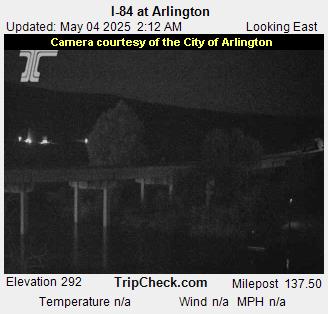 I-84 at Arlington
Updated: May 04 2025 2:12 AM Looking East
Camera courtesy of the City of Arlington
Elevation 292 TripCheck.com Milepost 137.50
Temperature n/a Wind n/a MPH n/a